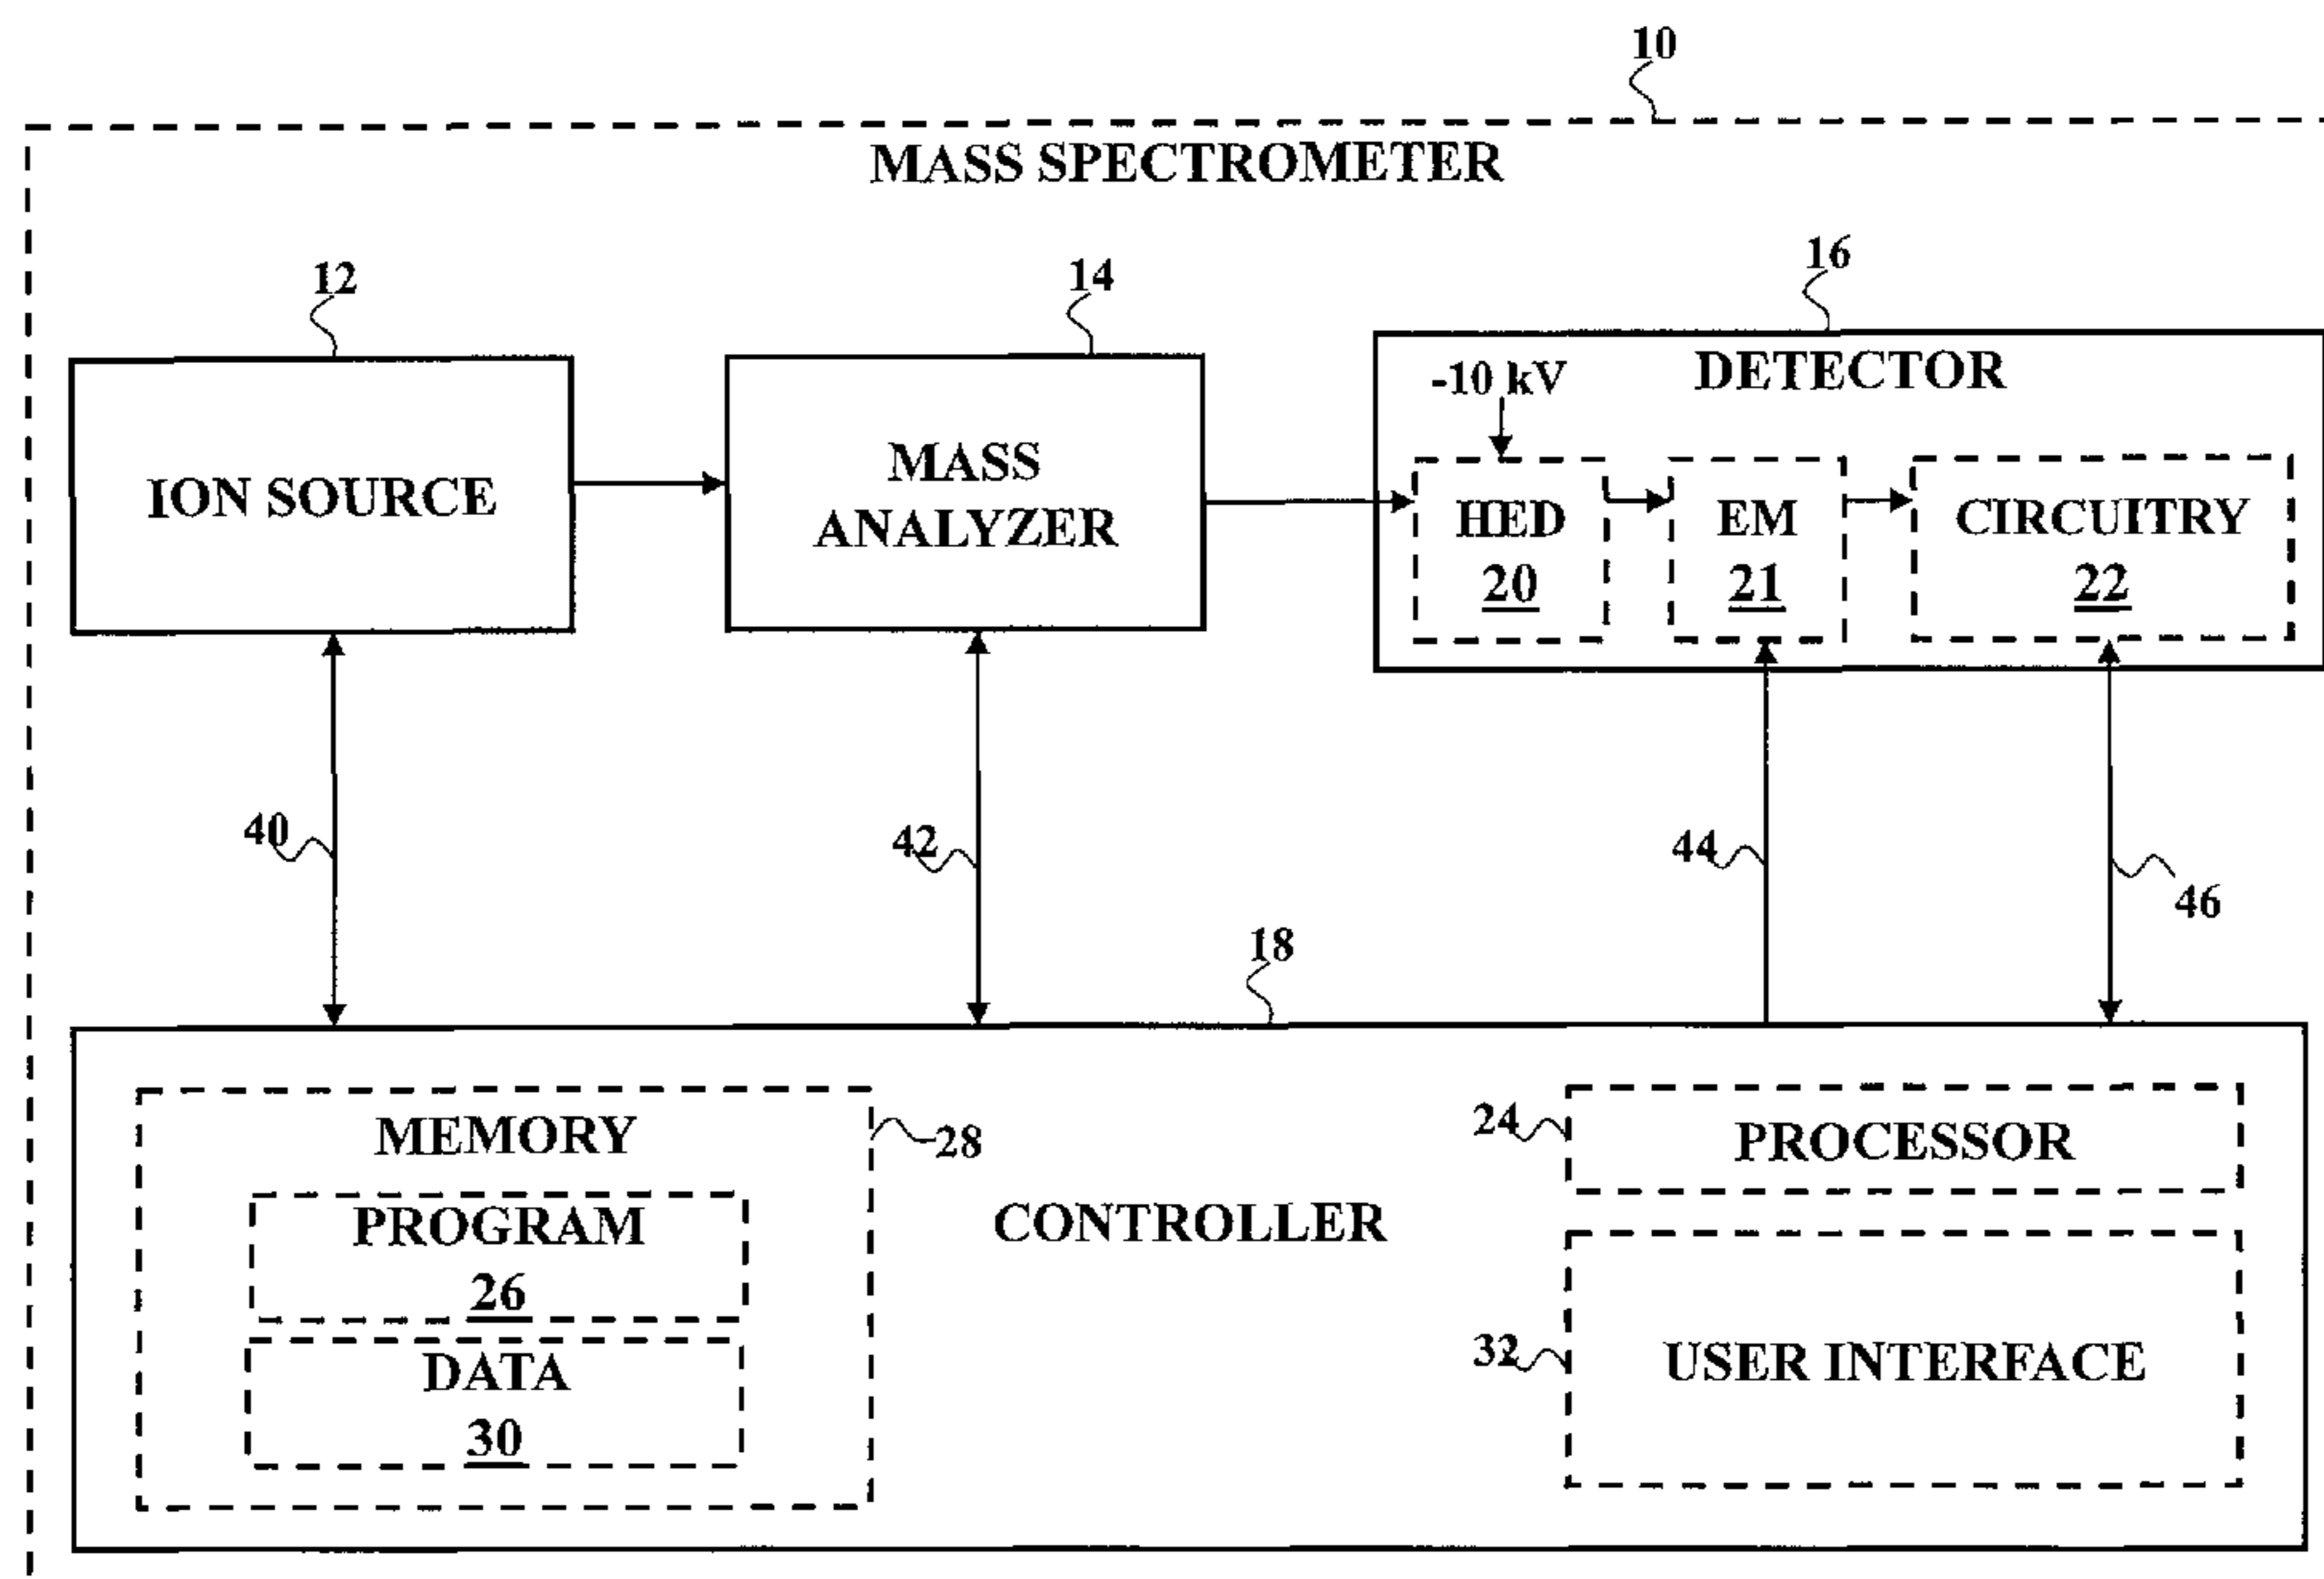 10
MASS SPECTROMETER
12
14
16
ION SOURCE
MASS
ANALYZER
DETECTOR
-10 kV
HED
20
EM
21
CIRCUITRY
22
40
42
44
46
18
MEMORY
28
PROGRAM
26
DATA
30
CONTROLLER
24
PROCESSOR
32
USER INTERFACE